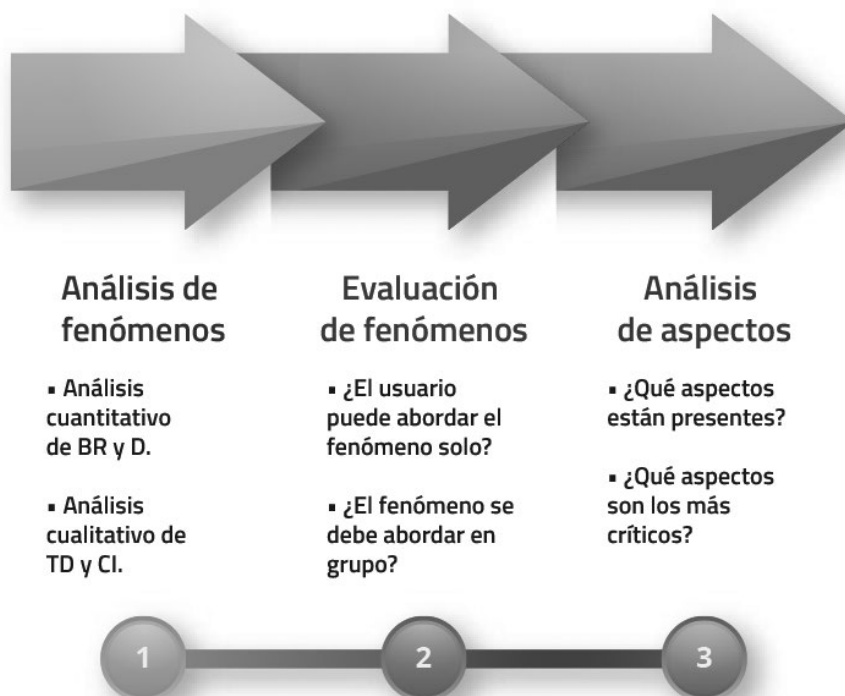 Análisis de
fenómenos
▪ Análisis
cuantitativo
de BR y D.
▪ Análisis
cualitativo de
TD y CI.
Evaluación
de fenómenos
▪ ¿El usuario
puede abordar el
fenómeno solo?
▪ ¿El fenómeno se
debe abordar en
grupo?
Análisis
de aspectos
▪ ¿Qué aspectos
están presentes?
▪ ¿Qué aspectos
son los más
críticos?
1
2
3